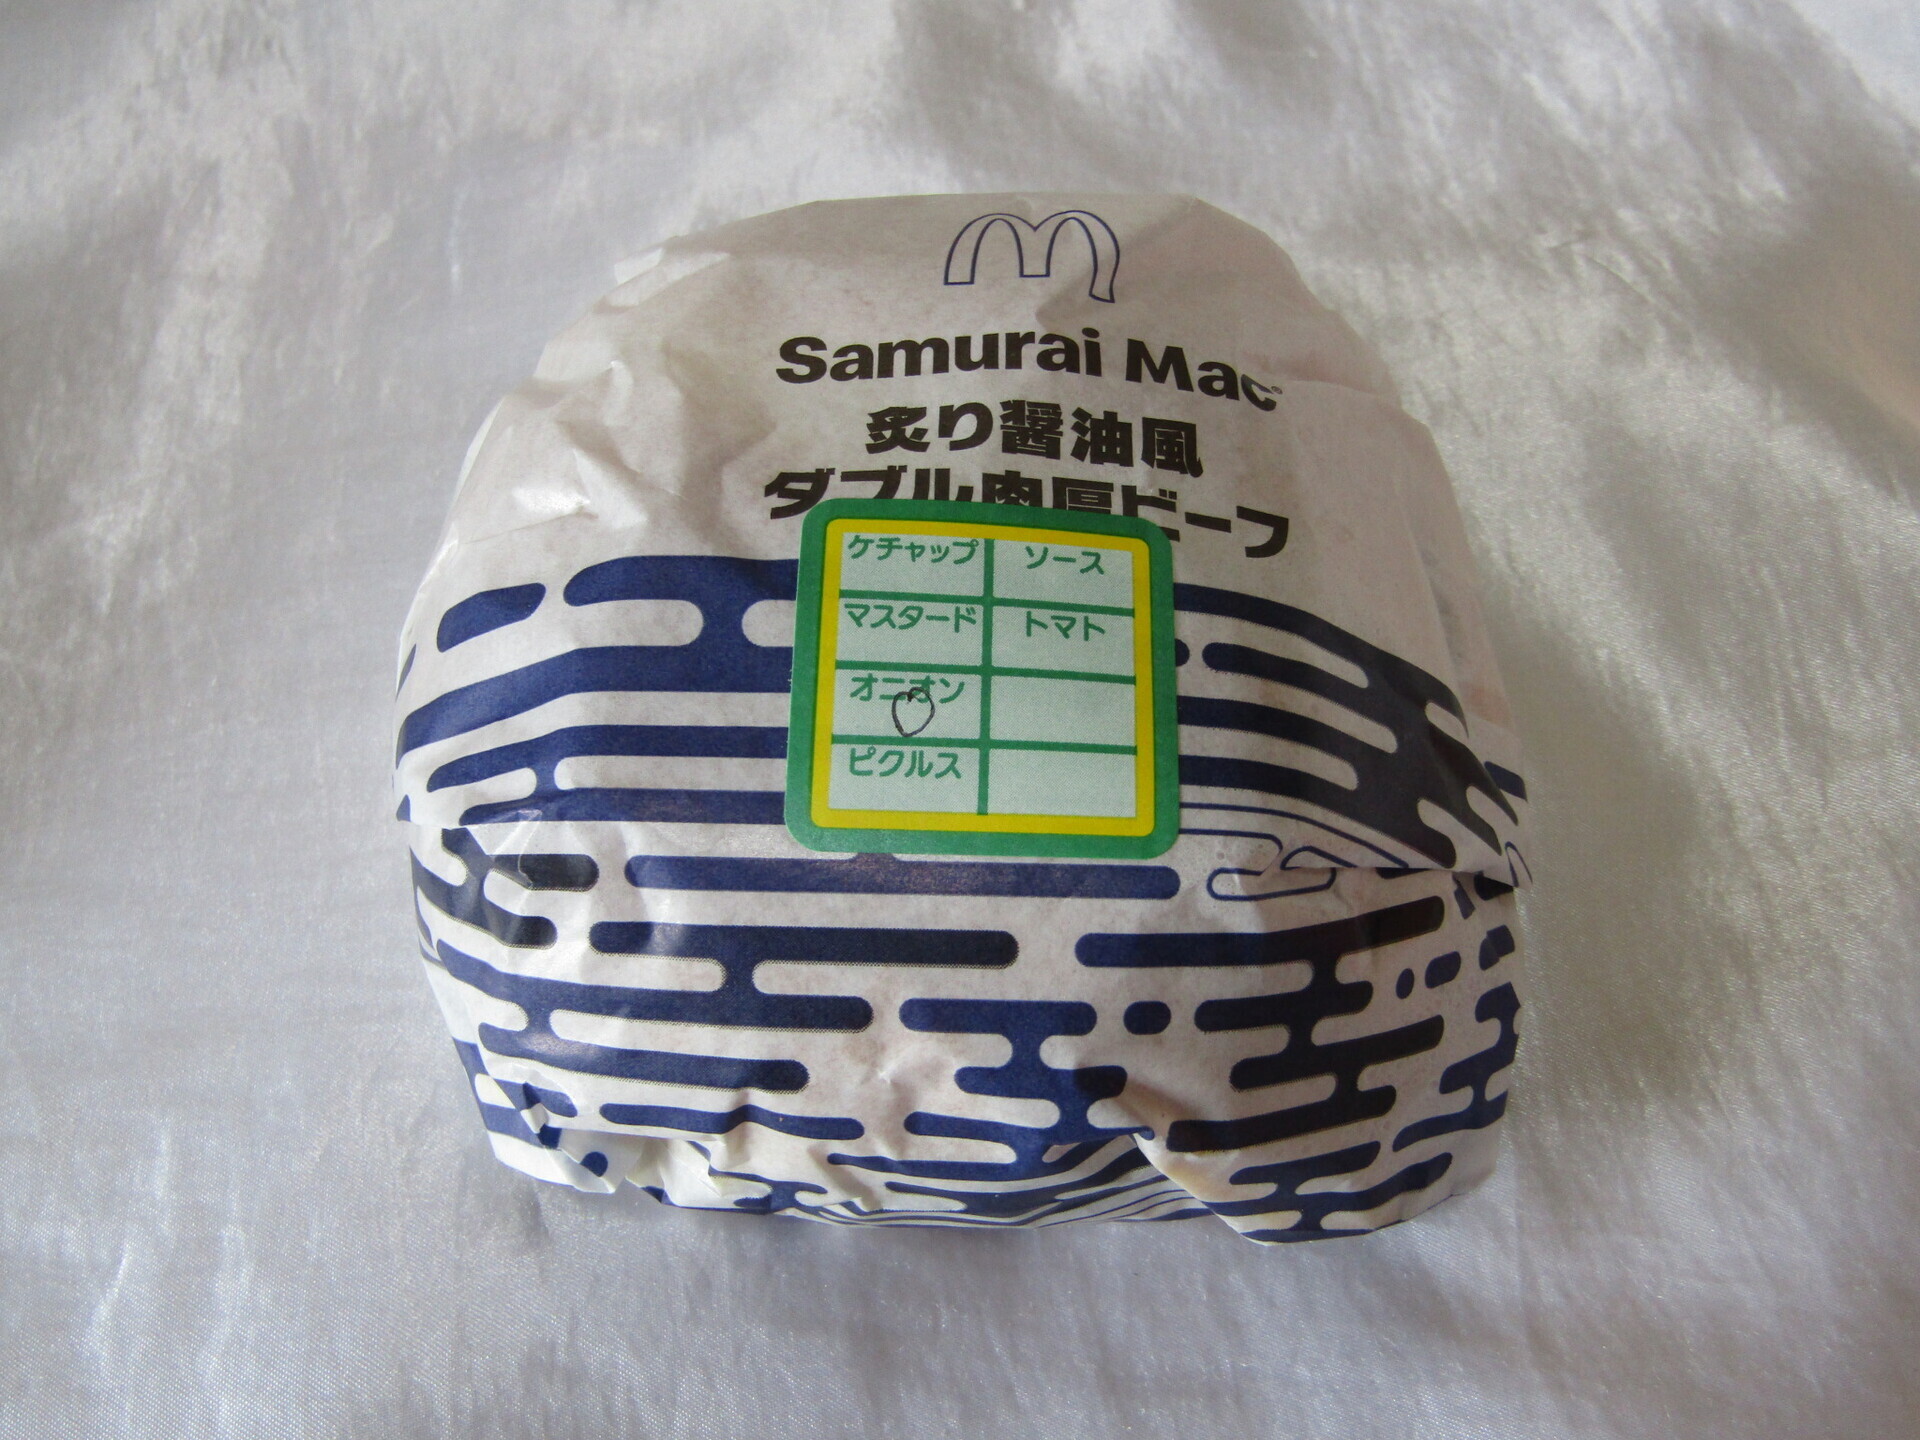 Samurai Mac®
炙り醤油風
ダブル肉厚ビーフ
ケチャップ ソース
マスタード トマト
オニオン
ピクルス